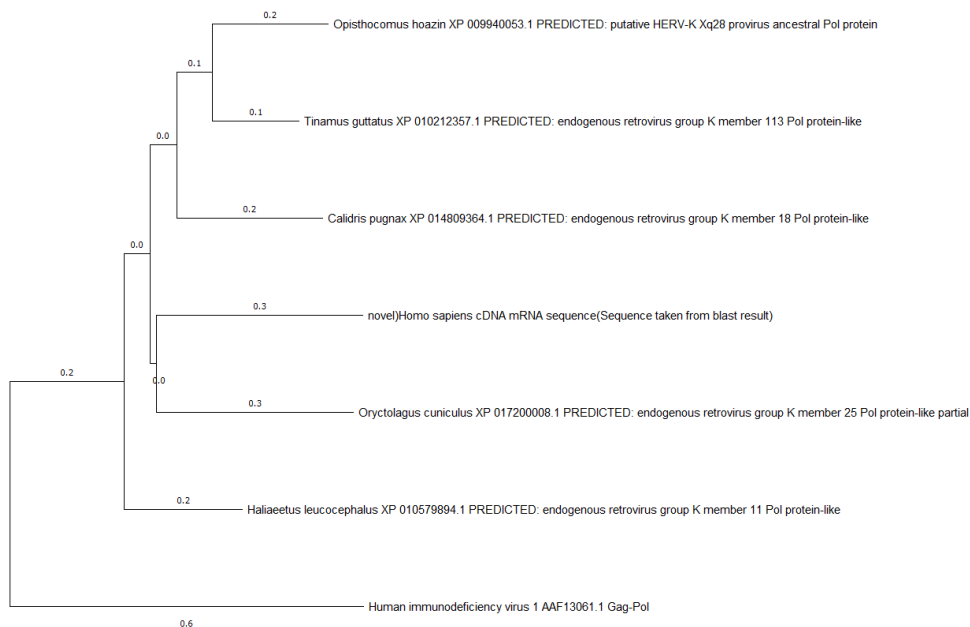 0.2
Opisthocomus hoazin XP 009940053.1 PREDICTED: putative HERV-K Xq28 provirus ancestral Pol protein
0.1
0.1
Tinamus guttatus XP 010212357.1 PREDICTED: endogenous retrovirus group K member 113 Pol protein-like
0.0
0.2
Calidris pugnax XP 014809364.1 PREDICTED: endogenous retrovirus group K member 18 Pol protein-like
0.0
0.3
novel)Homo sapiens cDNA mRNA sequence(Sequence taken from blast result)
0.2
0.0
0.3
Oryctolagus cuniculus XP 017200008.1 PREDICTED: endogenous retrovirus group K member 25 Pol protein-like partial
0.2
Haliaeetus leucocephalus XP 010579894.1 PREDICTED: endogenous retrovirus group K member 11 Pol protein-like
Human immunodeficiency virus 1 AAF13061.1 Gag-Pol
0.6